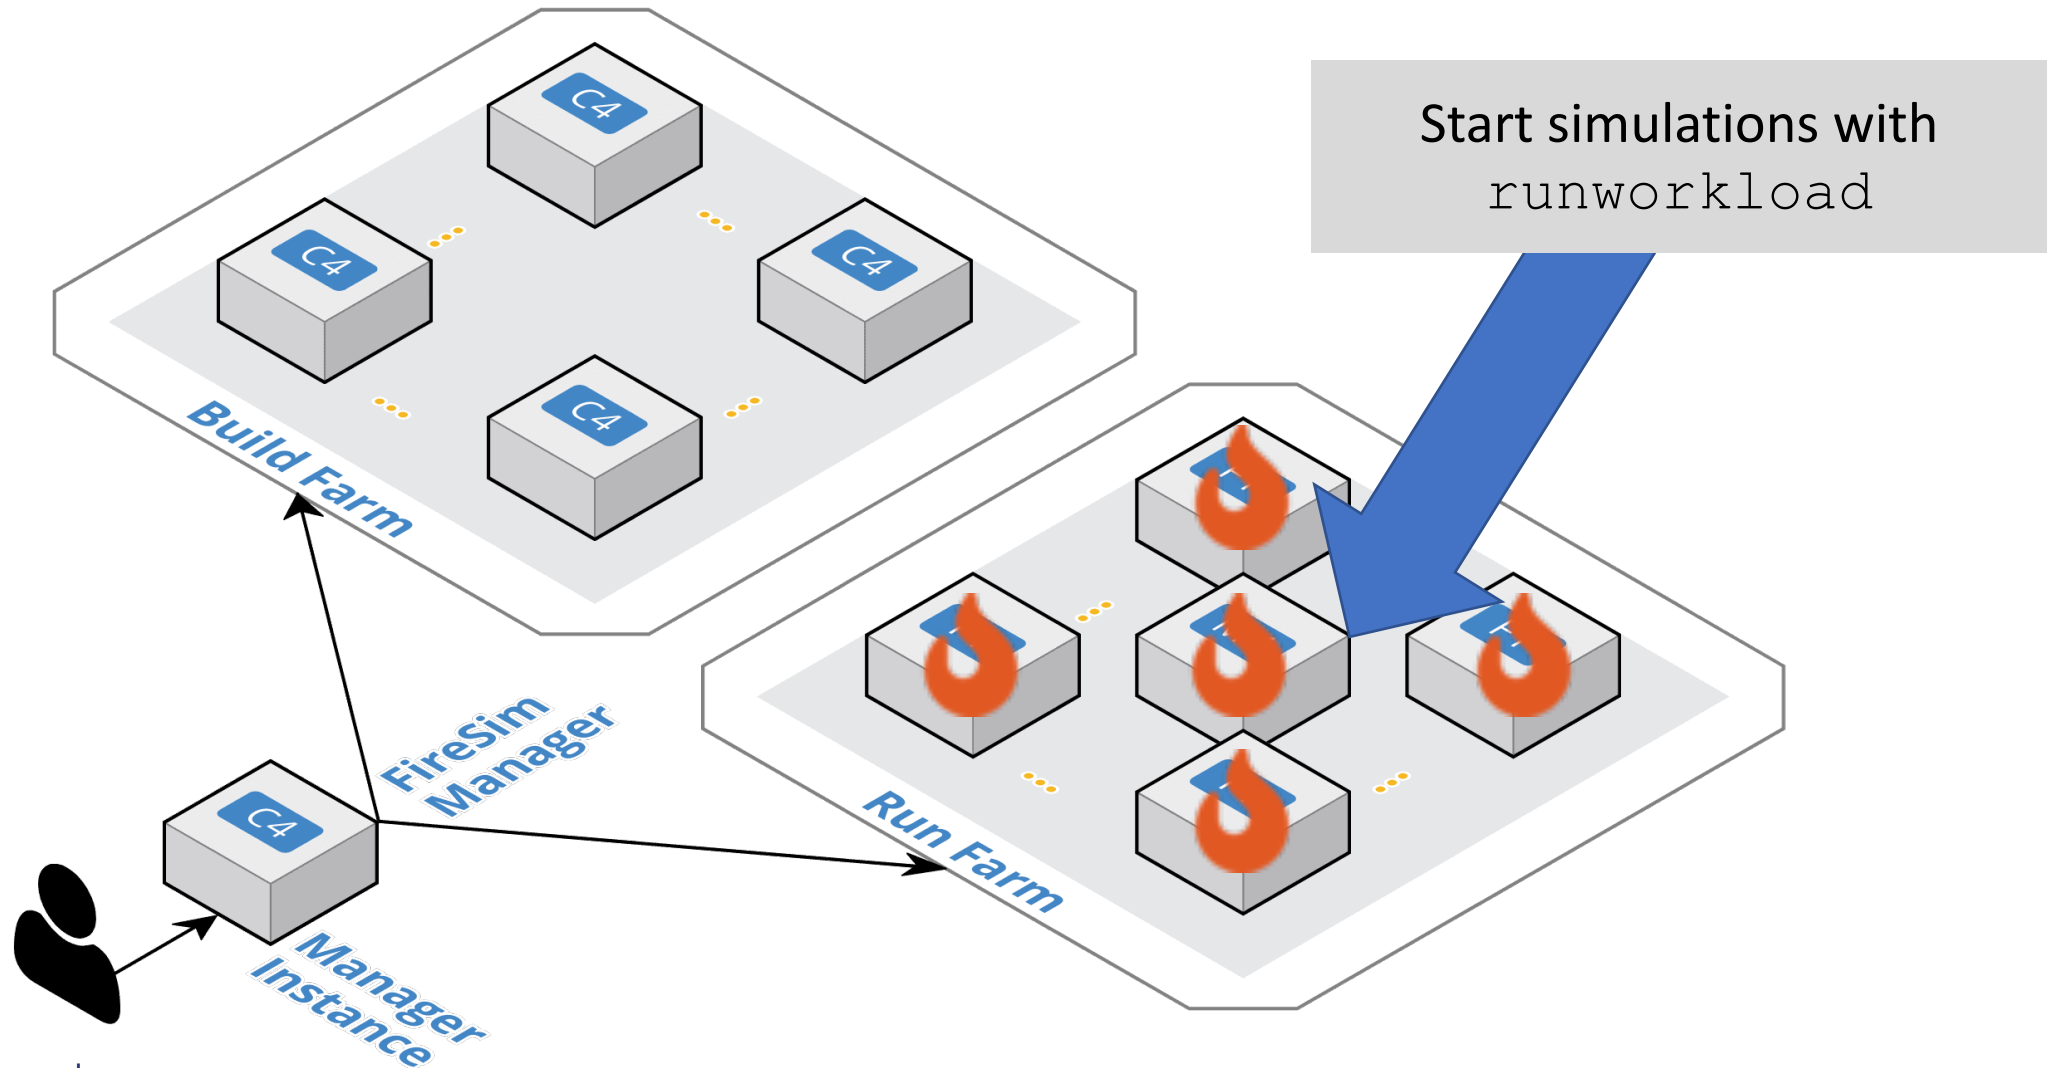 C4
C4
C4
C4
Build Farm
Start simulations with
runworkload
FireSim
Manager
C4
Manager
Instance
Run Farm